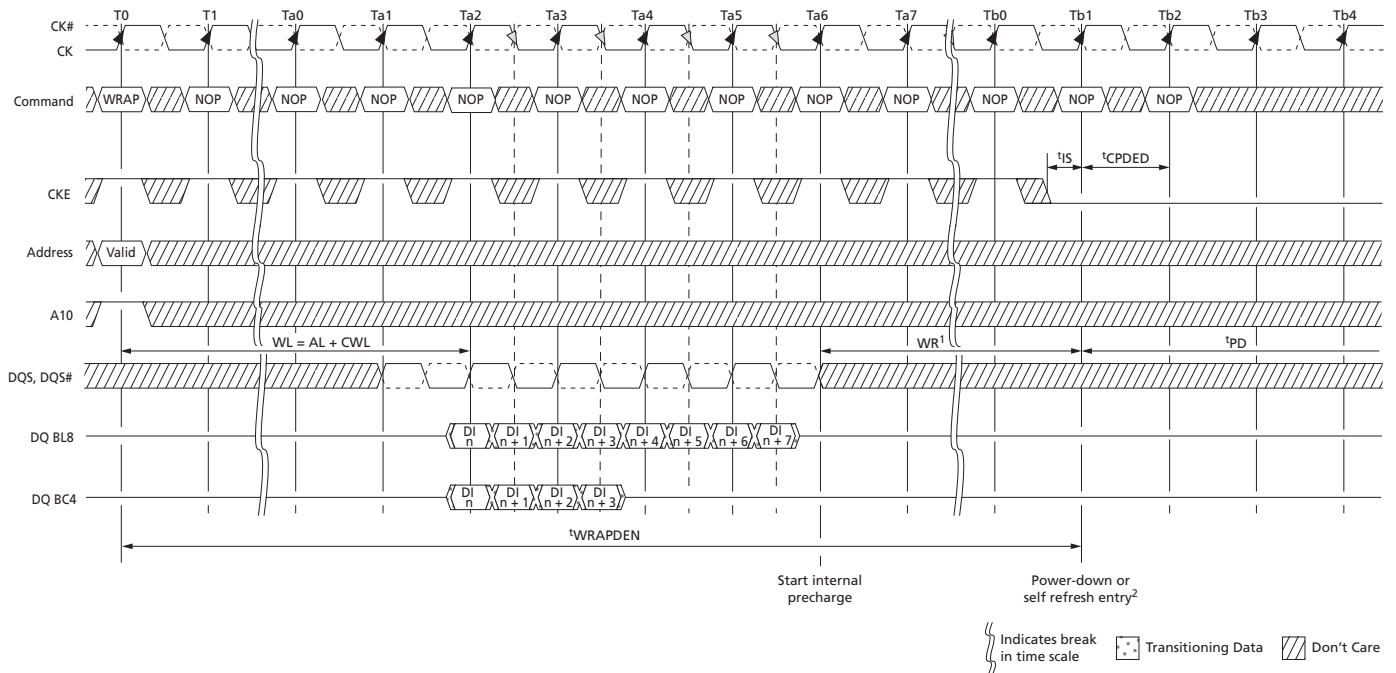 T0 T1 Ta0 Ta1 Ta2 Ta3 Ta4 Ta5 Ta6 Ta7 Tb0 Tb1 Tb2 Tb3 Tb4
CK#
CK
Command WRAP NOP NOP NOP NOP NOP NOP NOP NOP NOP NOP NOP NOP
tIS tCPDED
CKE
Address Valid
A10
WL = AL + CWL WR1 tPD
DQS, DQS#
DQ BL8 DI n DI n + 1 DI n + 2 DI n + 3 DI n + 4 DI n + 5 DI n + 6 DI n + 7
DQ BC4 DI n DI n + 1 DI n + 2 DI n + 3
tWRAPDEN
Start internal
precharge
Power-down or
self refresh entry2
Indicates break
in time scale
Transitioning Data
Don't Care